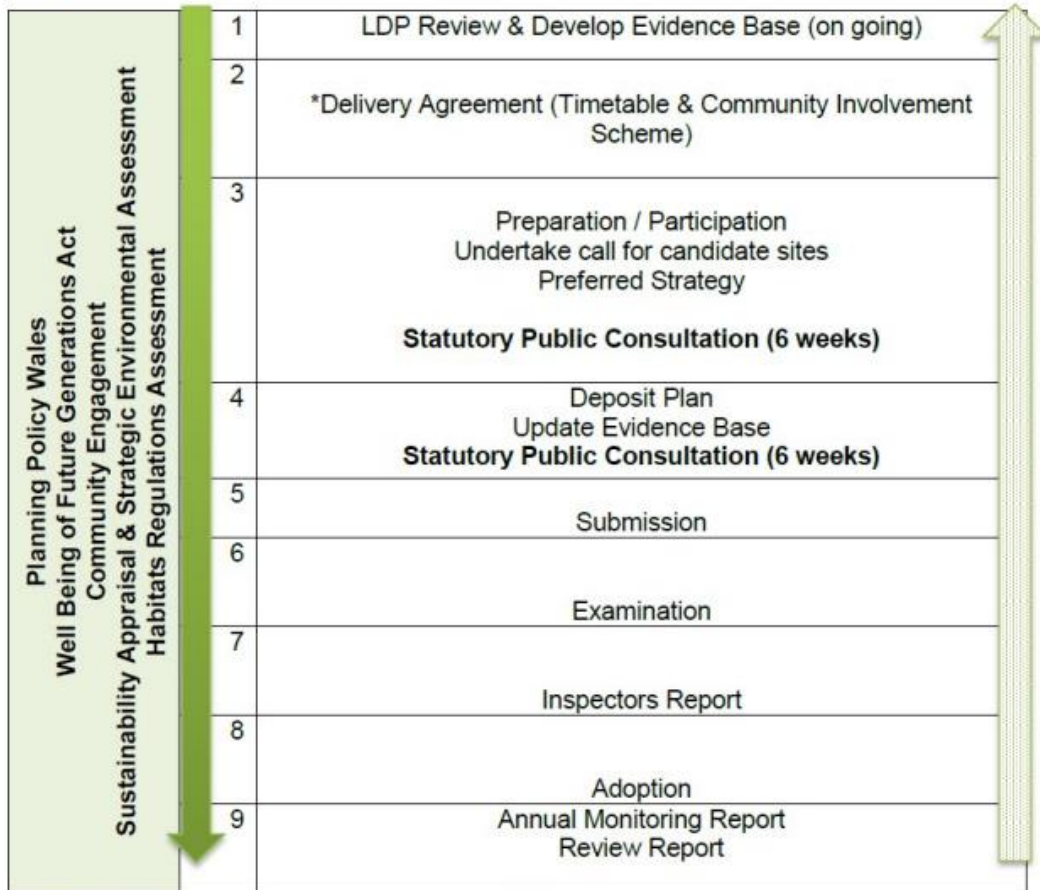 Planning Policy Wales
Well Being of Future Generations Act
Community Engagement
Sustainability Appraisal & Strategic Environmental Assessment
Habitats Regulations Assessment
1
LDP Review & Develop Evidence Base (on going)
2
*Delivery Agreement (Timetable & Community Involvement
Scheme)
3
Preparation / Participation
Undertake call for candidate sites
Preferred Strategy
Statutory Public Consultation (6 weeks)
4
Deposit Plan
Update Evidence Base
Statutory Public Consultation (6 weeks)
5
Submission
6
Examination
7
Inspectors Report
8
Adoption
9
Annual Monitoring Report
Review Report